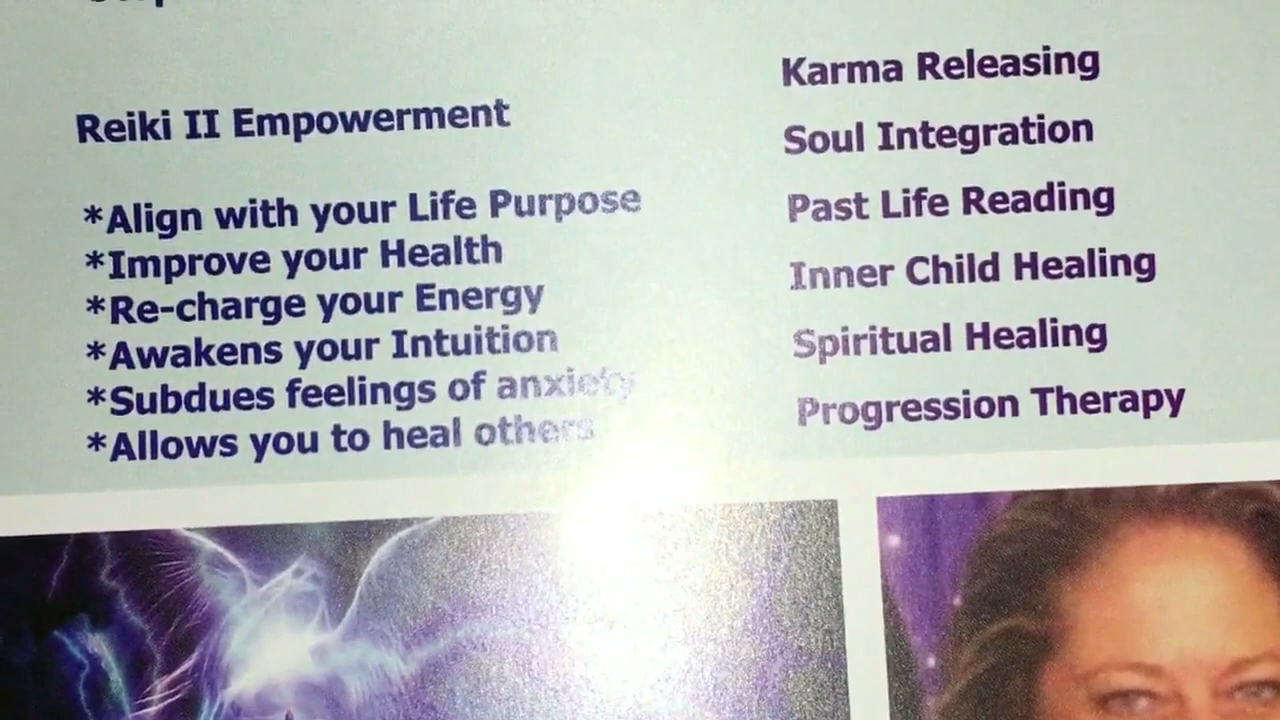 Reiki II Empowerment
*Align with your Life Purpose
*Improve your Health
*Re-charge your Energy
*Awakens your Intuition
*Subdues feelings of anxiety
*Allows you to heal others
Karma Releasing
Soul Integration
Past Life Reading
Inner Child Healing
Spiritual Healing
Progression Therapy